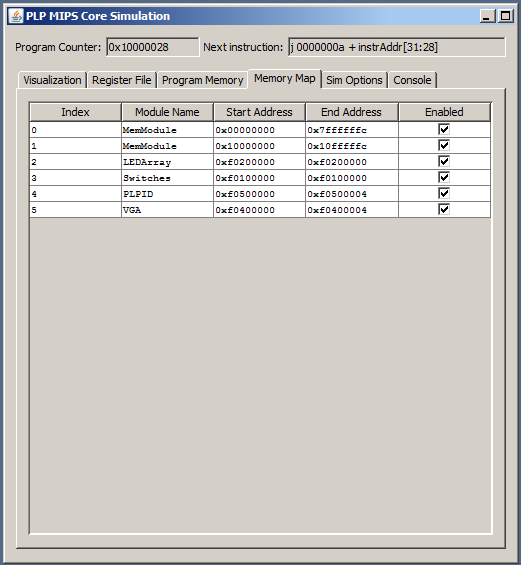 PLP MIPS Core Simulation
Program Counter: 0x10000028 Next instruction: j 0000000a + instrAddr[31:28]
Visualization Register File Program Memory Memory Map Sim Options Console
Index Module Name Start Address End Address Enabled
0 MemModule 0x00000000 0x7ffffffc
1 MemModule 0x10000000 0x10fffffc
2 LEDArray 0xf0200000 0xf0200000
3 Switches 0xf0100000 0xf0100000
4 PLPID 0xf0500000 0xf0500004
5 VGA 0xf0400000 0xf0400004